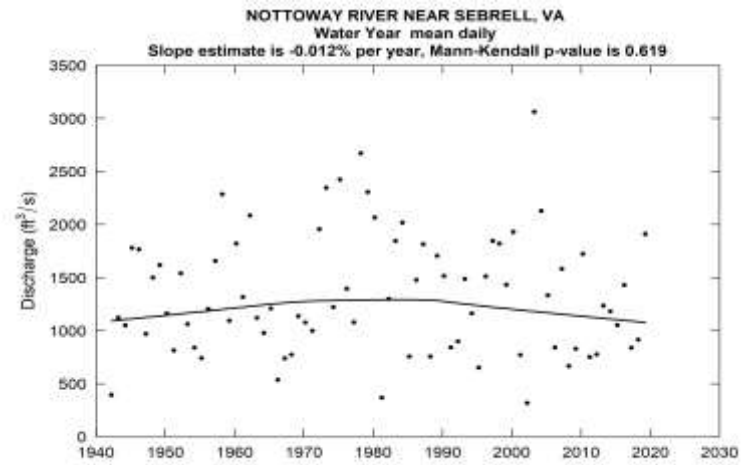 NOTTOWAY RIVER NEAR SEBRELL, VA
Water Year mean daily
Slope estimate is -0.012% per year, Mann-Kendall p-value is 0.619
3500
3000
2500
2000
1500
1000
500
0
Discharge (ft³/s)
1940 1950 1960 1970 1980 1990 2000 2010 2020 2030